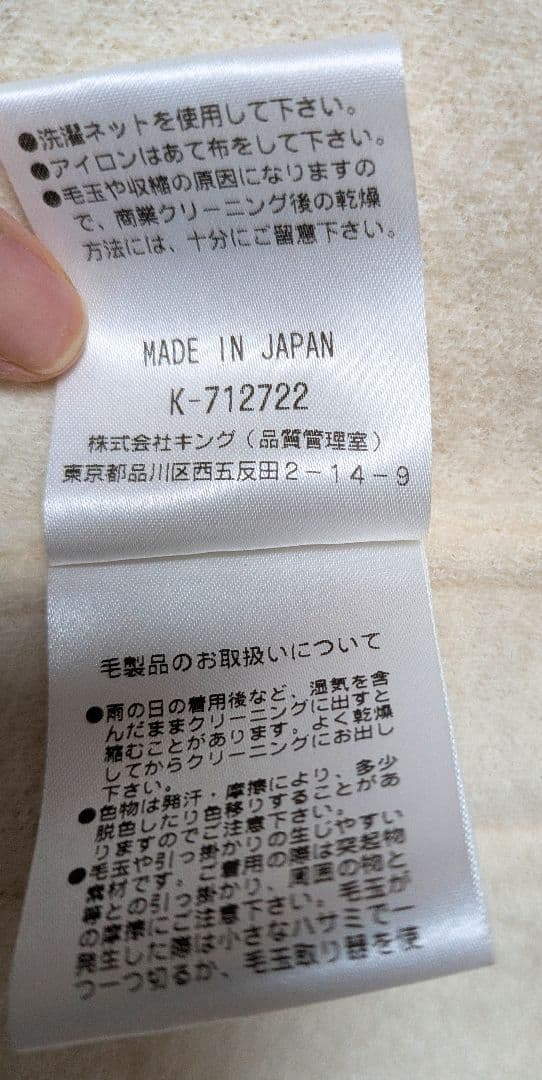 ●洗濯ネットを使用して下さい。
●アイロンはあて布をして下さい。
●毛玉や収縮の原因になりますの
で、商業クリーニング後の乾燥
方法には、十分にご留意下さい。
MADE IN JAPAN
K-712722
株式会社キング(品質管理室)
東京都品川区西五反田2-14-9
毛製品のお取扱いについて
●雨の日の着用後など、湿気を含
んだままクリーニングに出すと
縮むことがあります。よく乾燥
してからクリーニングにお出し
下さい。
●色物は発汗・摩擦により、多少
脱色したり色移りすることがあ
りますのでご注意下さい。
●毛玉や引っ掛かりの生じやすい
素材です。ご着用の際は突起物
等との引っ掛かり、周囲の物と
の摩擦にご注意下さい。毛玉が
発生した際は小さなハサミで一
つ一つ切るか、毛玉取り器を使